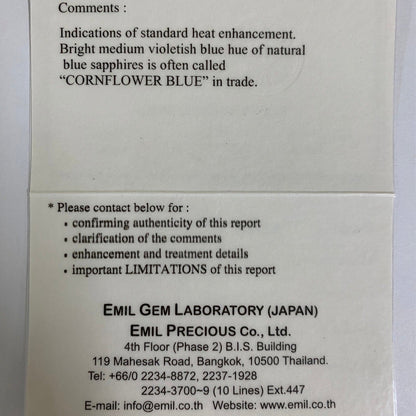 Comments :
Indications of standard heat enhancement.
Bright medium violetish blue hue of natural
blue sapphires is often called
“CORNFLOWER BLUE” in trade.
* Please contact below for :
• confirming authenticity of this report
• clarification of the comments
• enhancement and treatment details
• important LIMITATIONS of this report
EMIL GEM LABORATORY (JAPAN)
EMIL PRECIOUS CO., LTD.
4th Floor (Phase 2) B.I.S. Building
119 Mahesak Road, Bangkok, 10500 Thailand.
Tel: +66/0 2234-8872, 2237-1928
2234-3700~9 (10 Lines) Ext.447
E-mail: info@emil.co.th Website: www.emil.co.th